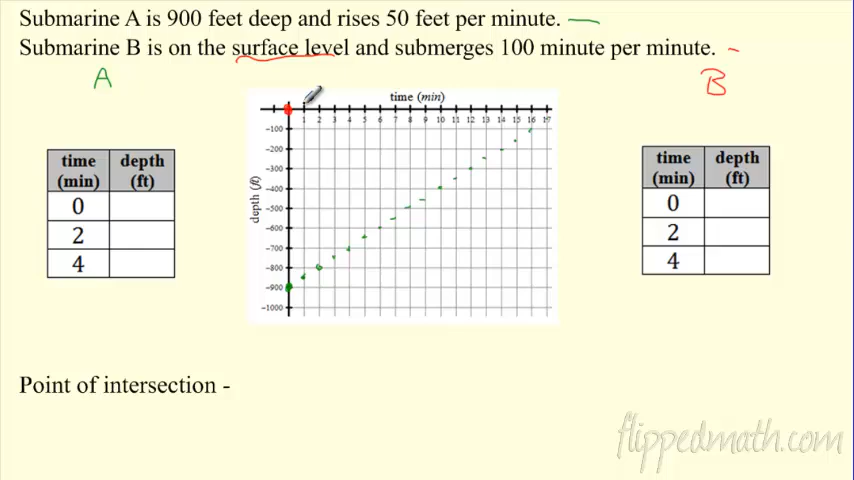 Submarine A is 900 feet deep and rises 50 feet per minute.
Submarine B is on the surface level and submerges 100 minute per minute.
A
B
time (min)
1 2 3 4 5 6 7 8 9 10 11 12 13 14 15 16 17
depth (ft)
-100
-200
-300
-400
-500
-600
-700
-800
-900
-1000
time (min) depth (ft)
0
2
4
time (min) depth (ft)
0
2
4
Point of intersection -
flippedmath.com